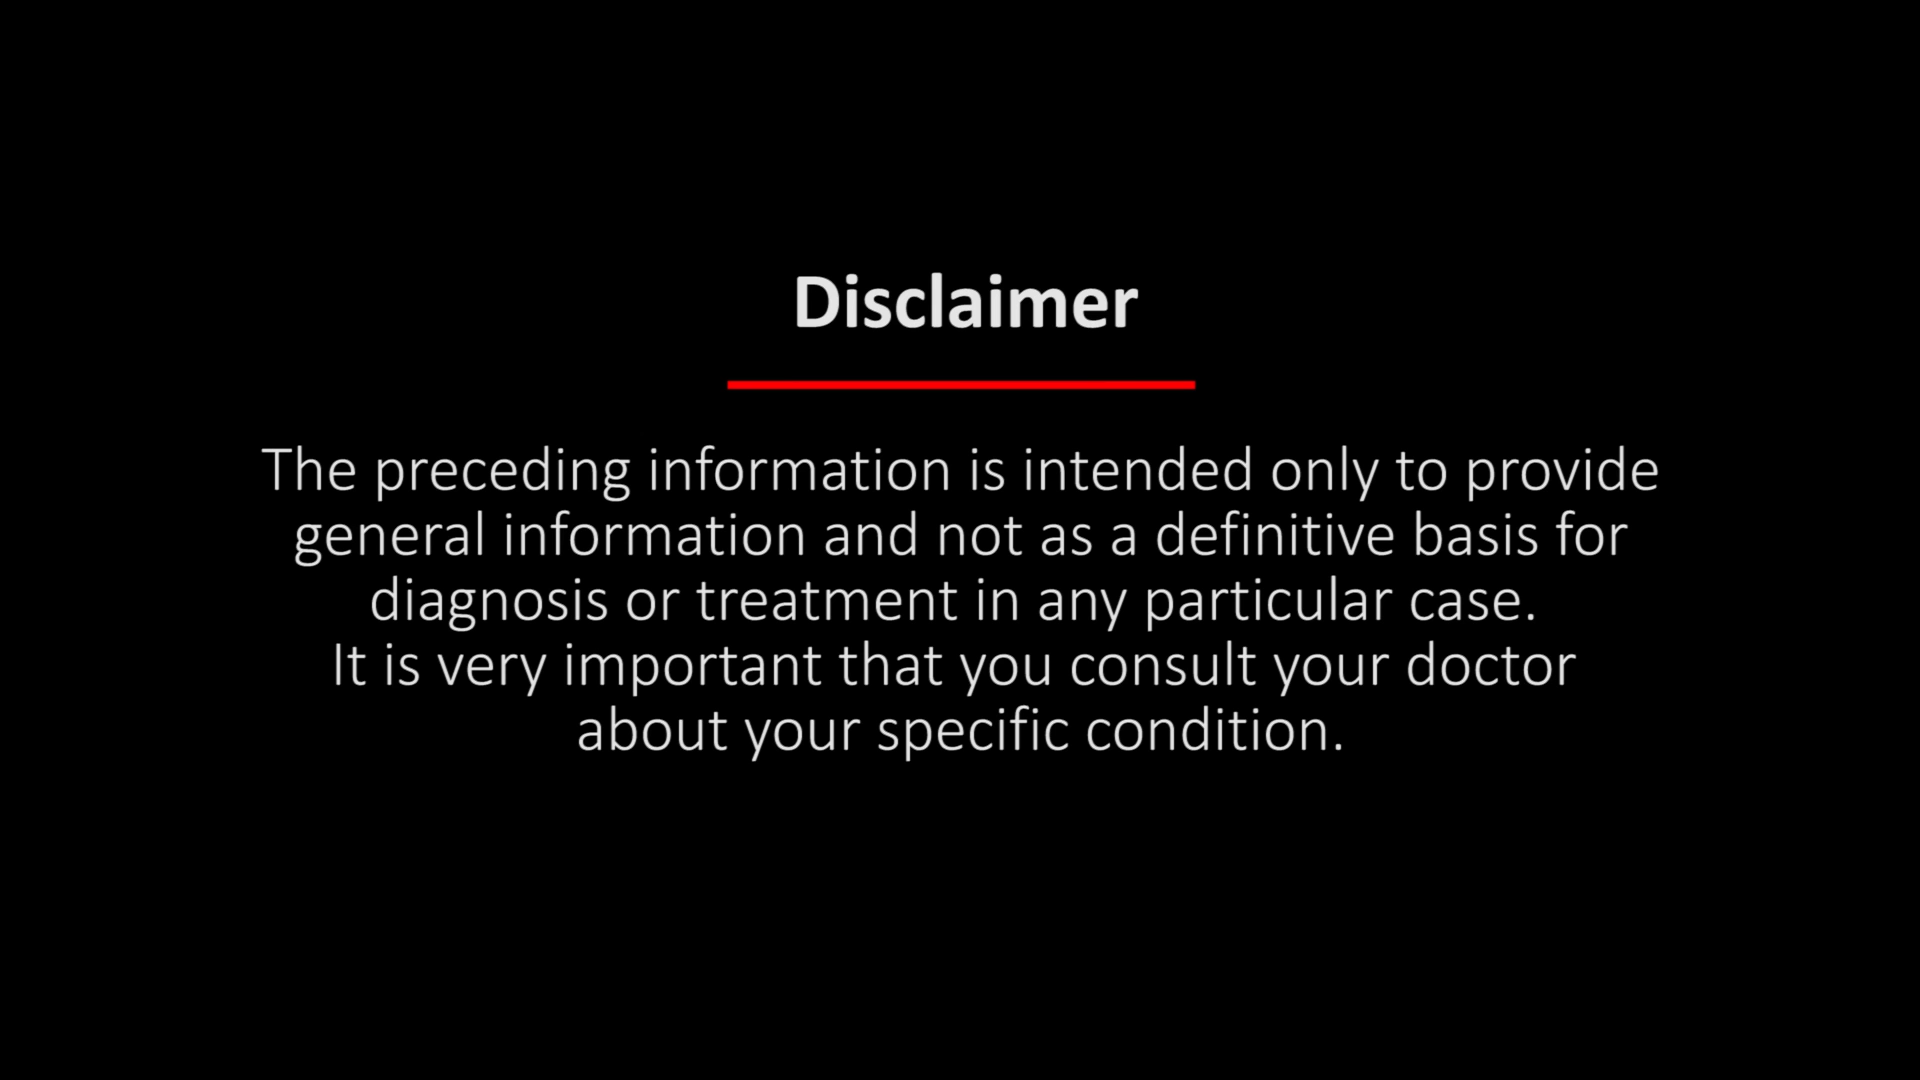 Disclaimer
The preceding information is intended only to provide
general information and not as a definitive basis for
diagnosis or treatment in any particular case.
It is very important that you consult your doctor
about your specific condition.